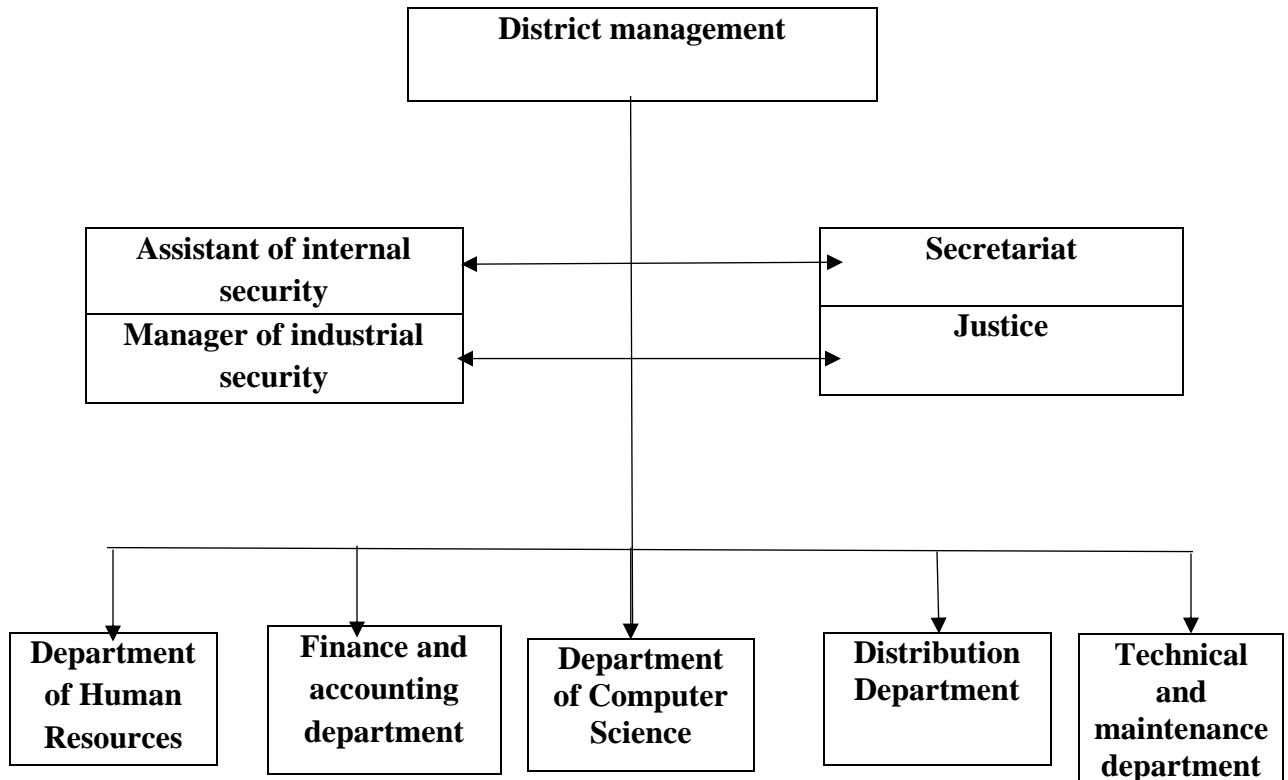 District management
Assistant of internal
security
Manager of industrial
security
Secretariat
Justice
Department
of Human
Resources
Finance and
accounting
department
Department
of Computer
Science
Distribution
Department
Technical
and
maintenance
department